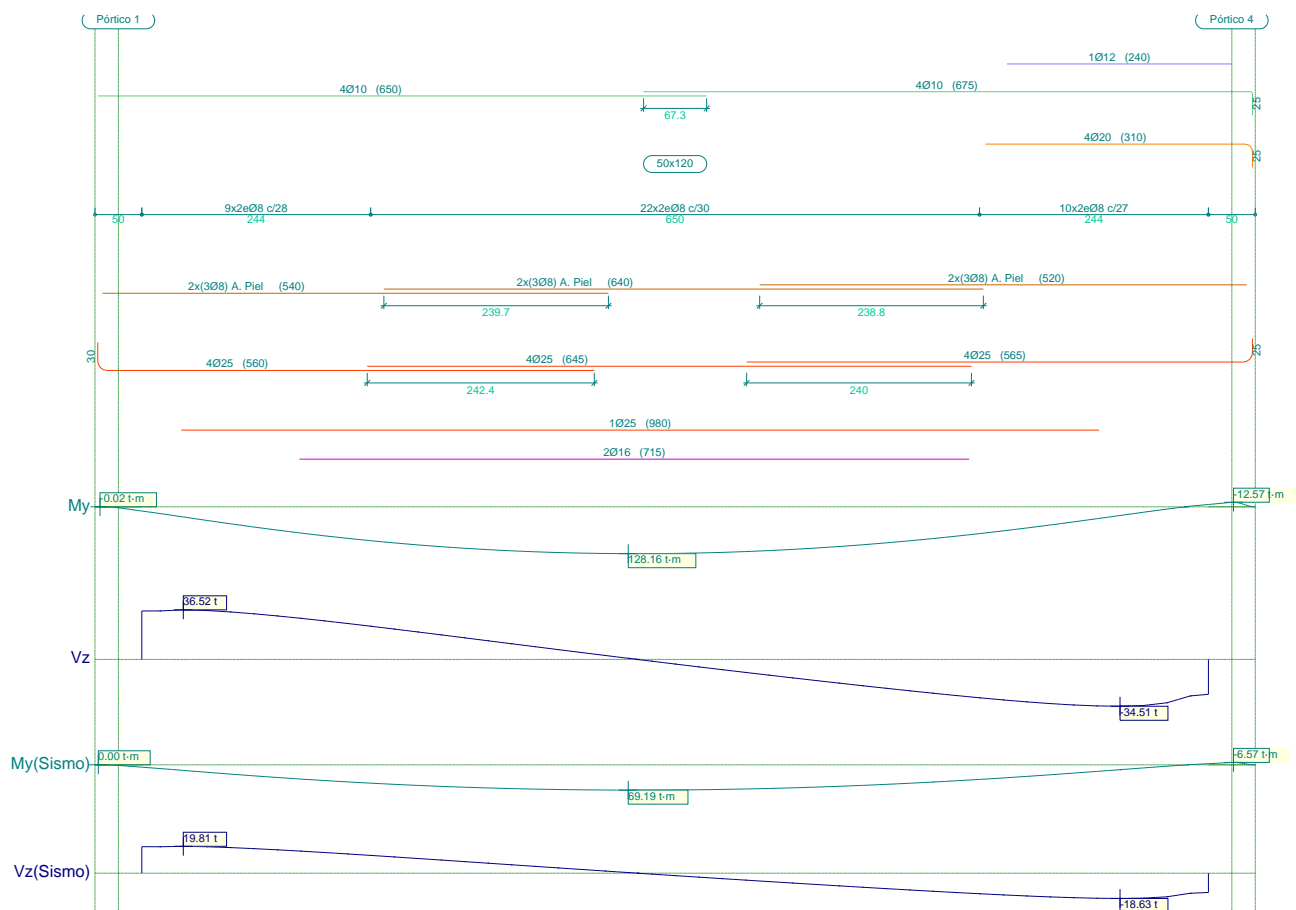 Pórtico 1
Pórtico 4
1Ø12 (240)
4Ø10 (650)
4Ø10 (675)
25
67.3
4Ø20 (310)
25
50x120
9x2eØ8 c/28
22x2eØ8 c/30
10x2eØ8 c/27
50
244
650
244
50
2x(3Ø8) A. Piel (540)
2x(3Ø8) A. Piel (640)
2x(3Ø8) A. Piel (520)
239.7
238.8
30
4Ø25 (560)
4Ø25 (645)
4Ø25 (565)
25
242.4
240
1Ø25 (980)
2Ø16 (715)
My
-0.02 t·m
-12.57 t·m
128.16 t·m
36.52 t
Vz
-34.51 t
My(Sismo)
0.00 t·m
-6.57 t·m
69.19 t·m
19.81 t
Vz(Sismo)
-18.63 t